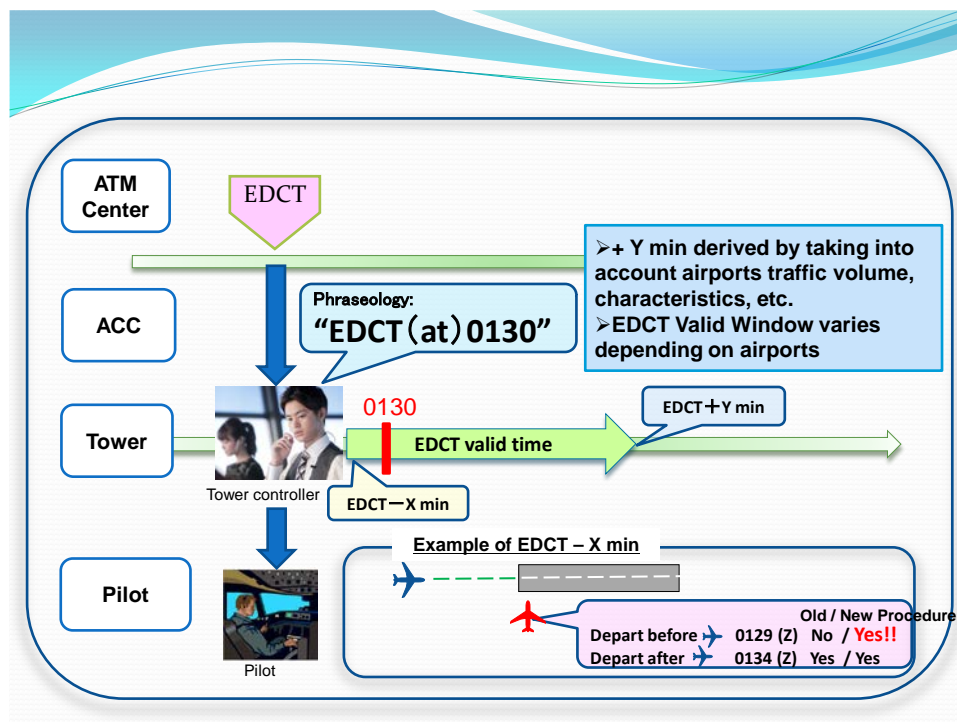 ATM
Center
EDCT
➢+ Y min derived by taking into
account airports traffic volume,
characteristics, etc.
➢EDCT Valid Window varies
depending on airports
ACC
Phraseology:
“EDCT(at)0130”
Tower
0130
EDCT＋Y min
EDCT valid time
Tower controller
EDCT－X min
Example of EDCT – X min
Pilot
Old / New Procedure
Depart before 0129 (Z) No / Yes!!
Depart after 0134 (Z) Yes / Yes
Pilot